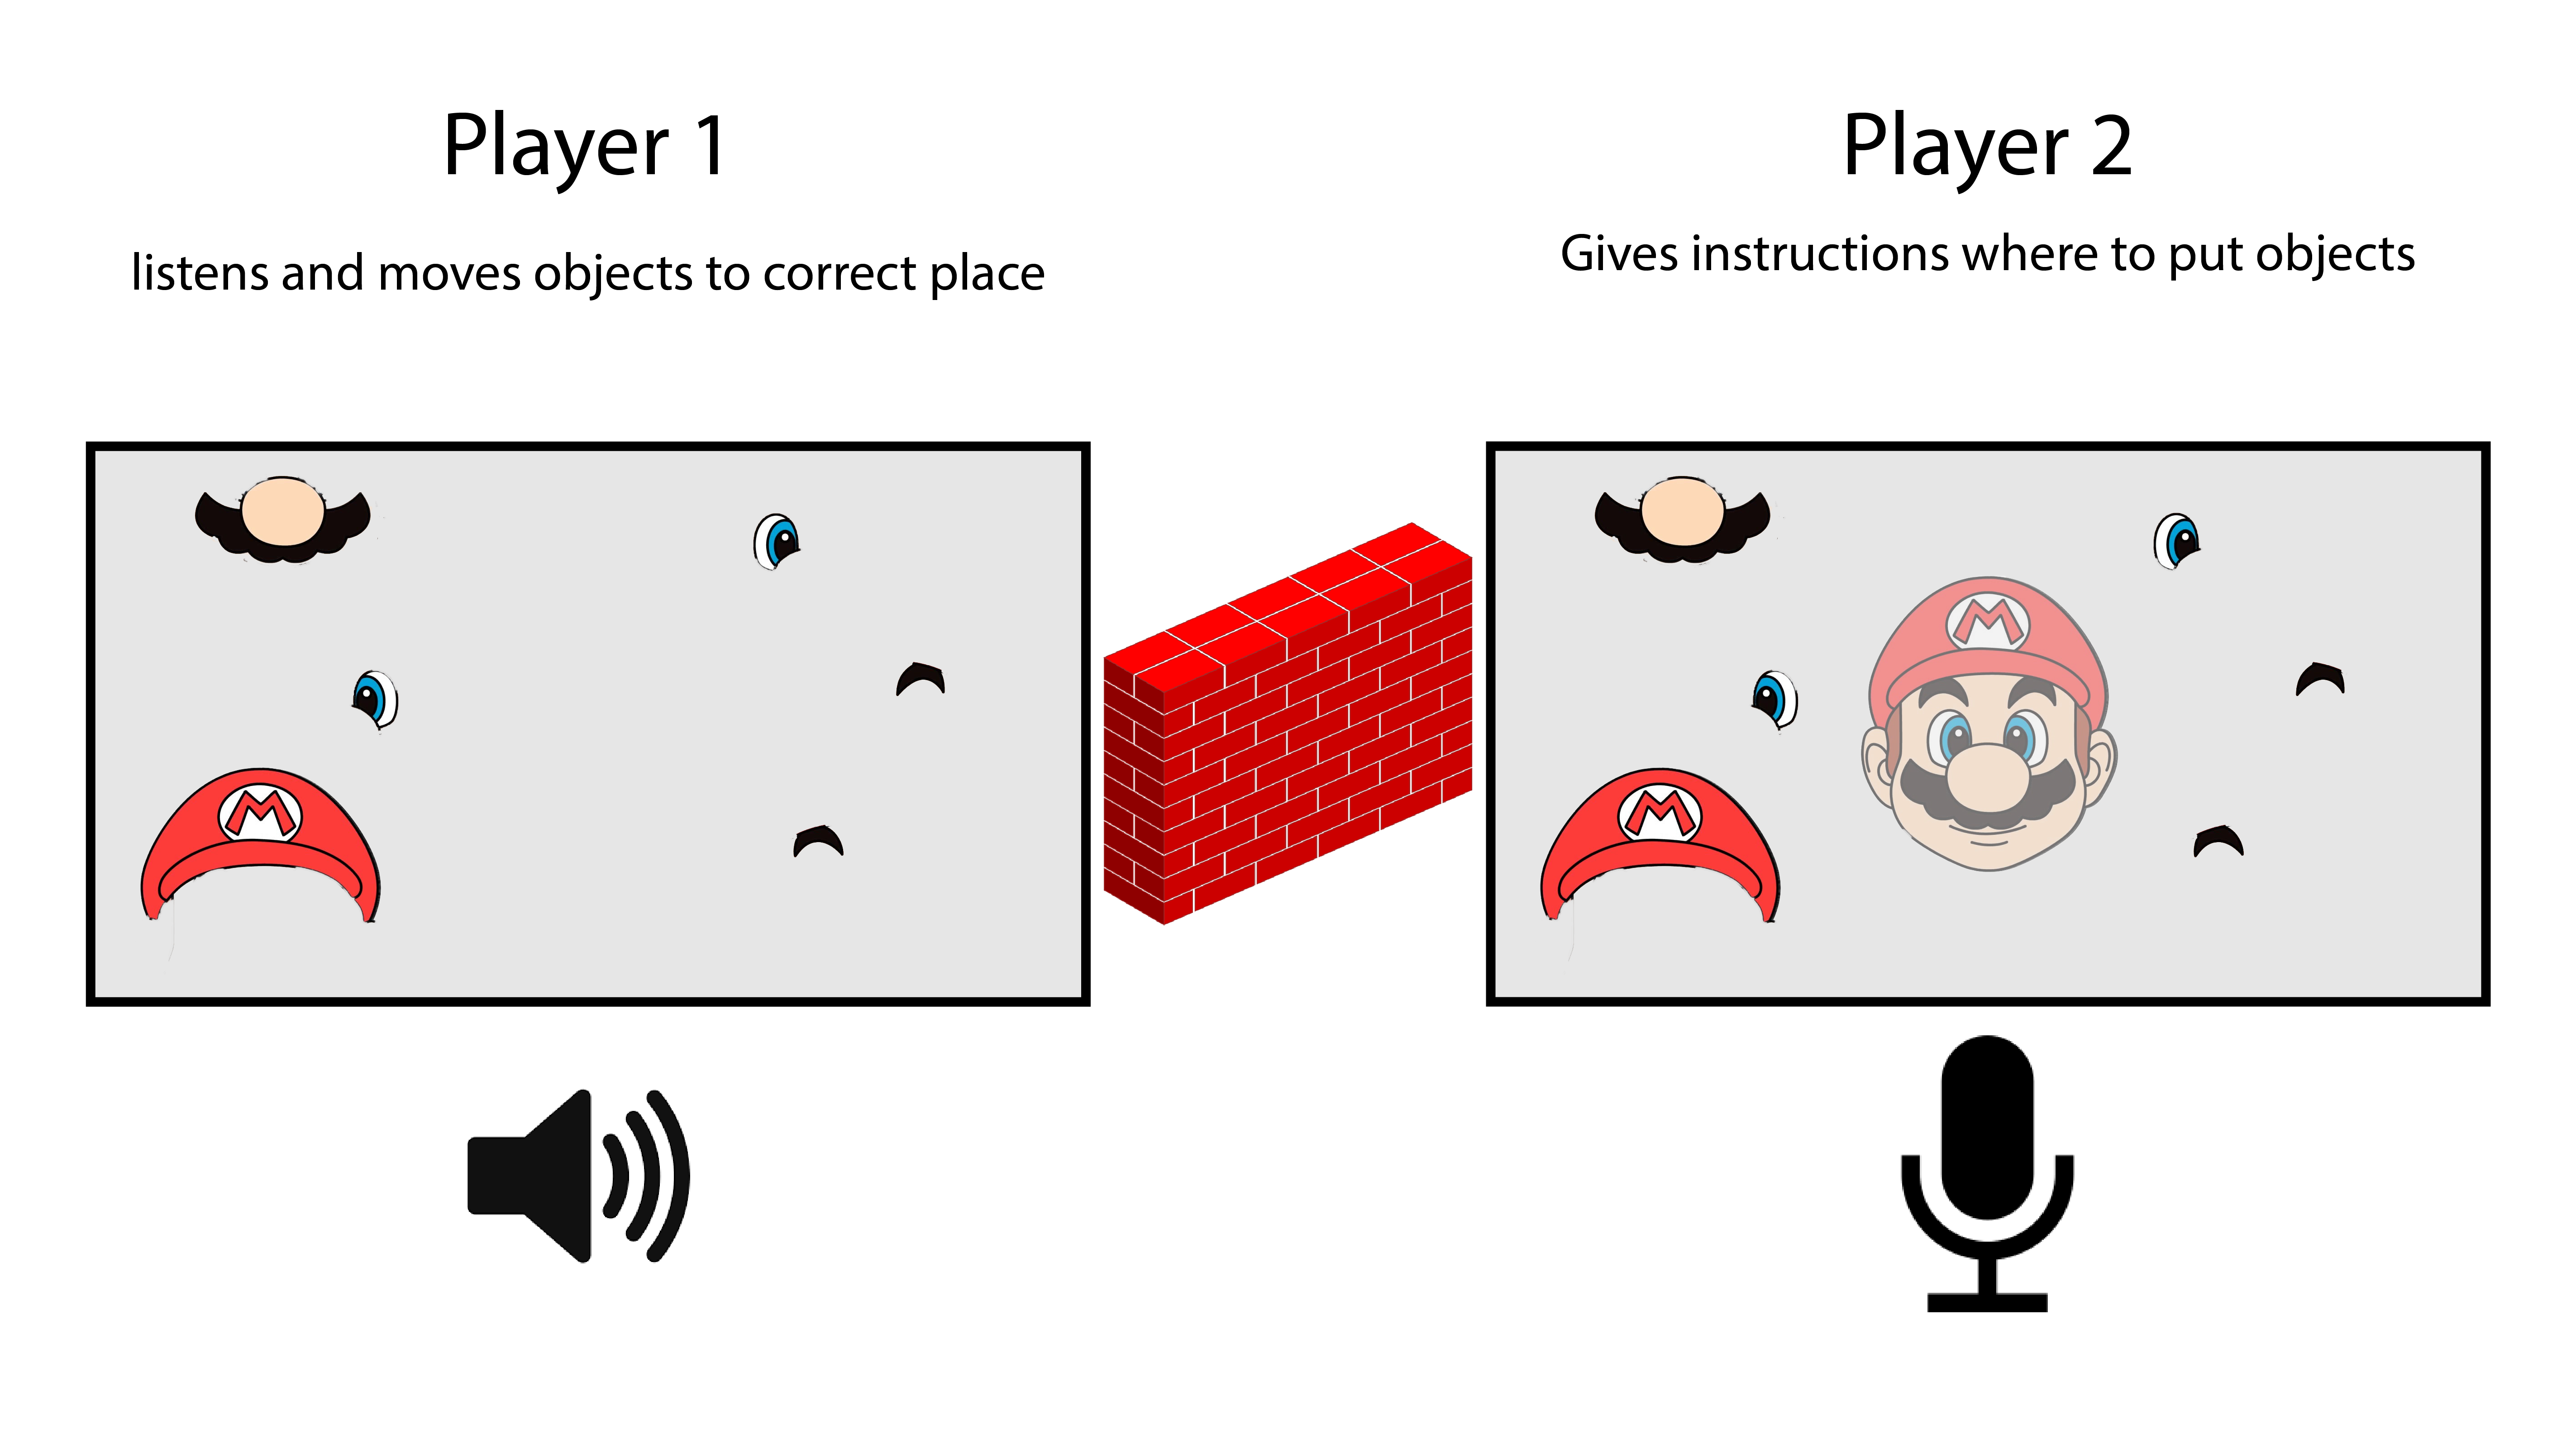 Player 1
listens and moves objects to correct place
Player 2
Gives instructions where to put objects
M
M
M